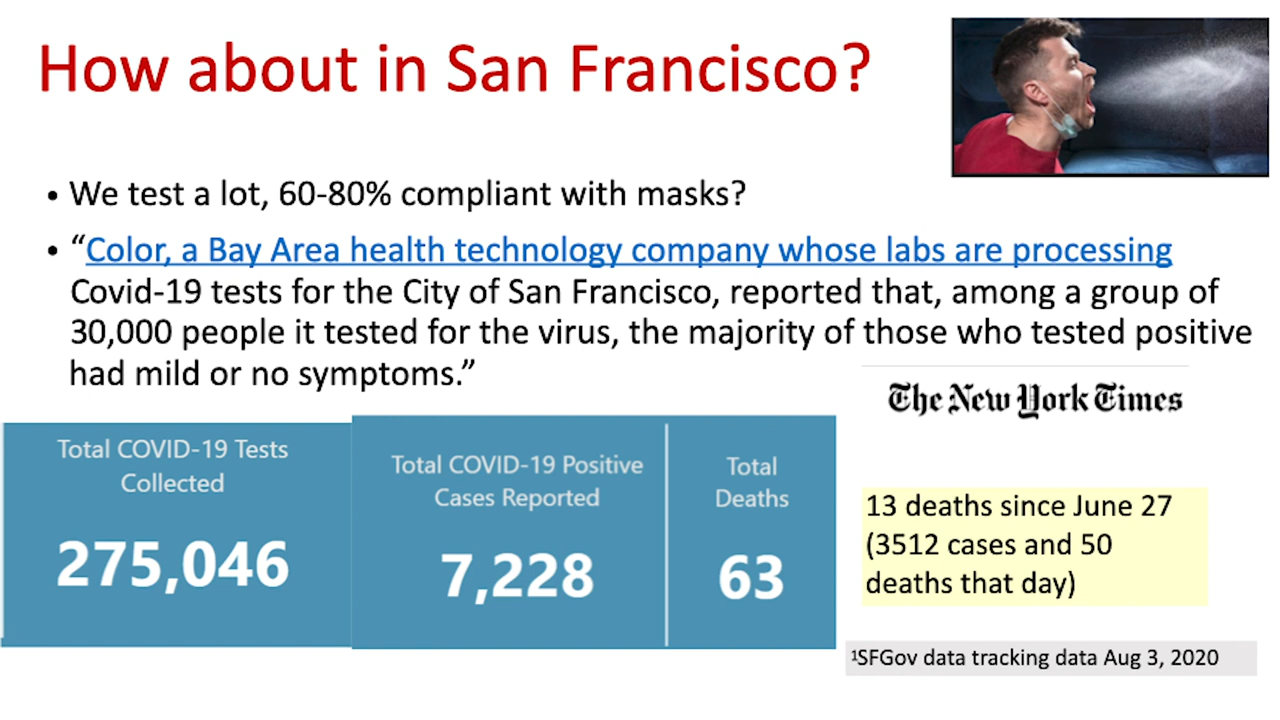 How about in San Francisco?
• We test a lot, 60-80% compliant with masks?
• “Color, a Bay Area health technology company whose labs are processing
Covid-19 tests for the City of San Francisco, reported that, among a group of
30,000 people it tested for the virus, the majority of those who tested positive
had mild or no symptoms.”
The New York Times
Total COVID-19 Tests
Collected
275,046
Total COVID-19 Positive
Cases Reported
7,228
Total
Deaths
63
13 deaths since June 27
(3512 cases and 50
deaths that day)
¹SFGov data tracking data Aug 3, 2020